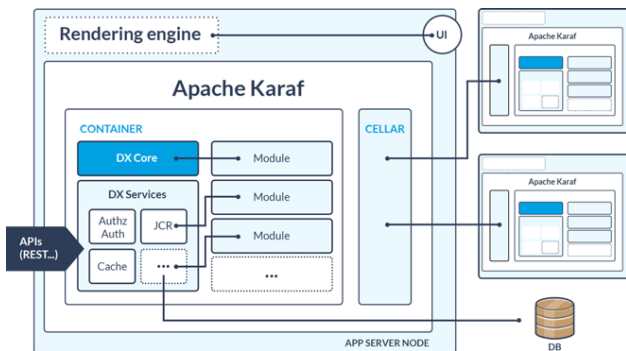 Rendering engine
UI
Apache Karaf
CONTAINER
DX Core
Module
DX Services
Module
Authz
Auth
JCR
Module
Cache
...
...
CELLAR
APIs
(REST...)
APP SERVER NODE
Apache Karaf
Apache Karaf
DB